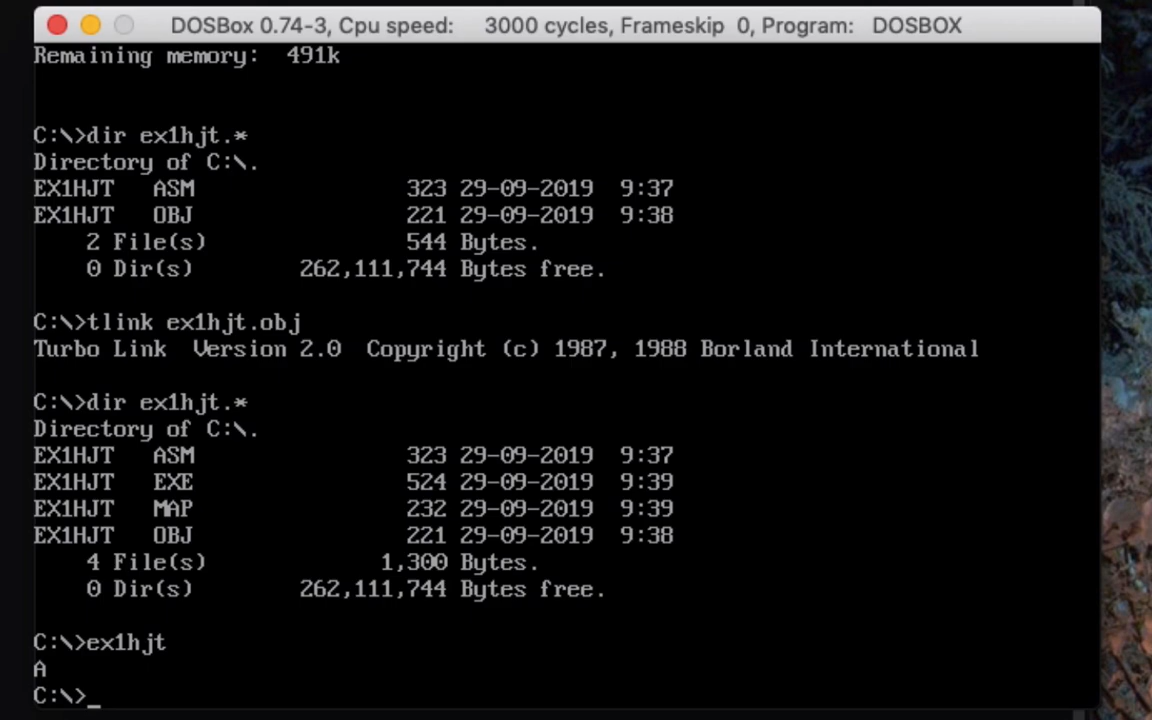 DOSBox 0.74-3, Cpu speed: 3000 cycles, Frameskip 0, Program: DOSBOX
Remaining memory: 491k
C:\>dir ex1hjt.*
Directory of C:\.
EX1HJT ASM 323 29-09-2019 9:37
EX1HJT OBJ 221 29-09-2019 9:38
2 File(s) 544 Bytes.
0 Dir(s) 262,111,744 Bytes free.
C:\>tlink ex1hjt.obj
Turbo Link Version 2.0 Copyright (c) 1987, 1988 Borland International
C:\>dir ex1hjt.*
Directory of C:\.
EX1HJT ASM 323 29-09-2019 9:37
EX1HJT EXE 524 29-09-2019 9:39
EX1HJT MAP 232 29-09-2019 9:39
EX1HJT OBJ 221 29-09-2019 9:38
4 File(s) 1,300 Bytes.
0 Dir(s) 262,111,744 Bytes free.
C:\>ex1hjt
A
C:\>_